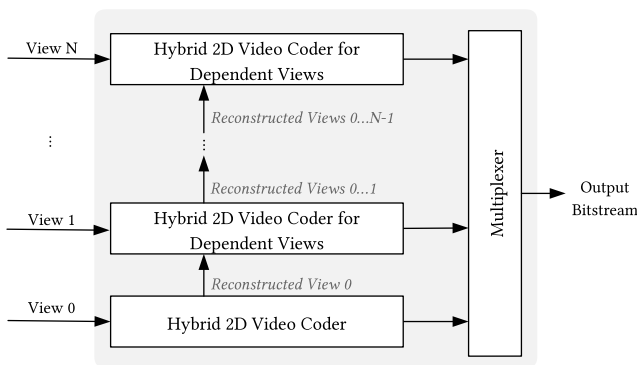 View N
Hybrid 2D Video Coder for
Dependent Views
Reconstructed Views 0...N-1
⋮
⋮
Reconstructed Views 0...1
View 1
Hybrid 2D Video Coder for
Dependent Views
Reconstructed View 0
View 0
Hybrid 2D Video Coder
Multiplexer
Output
Bitstream